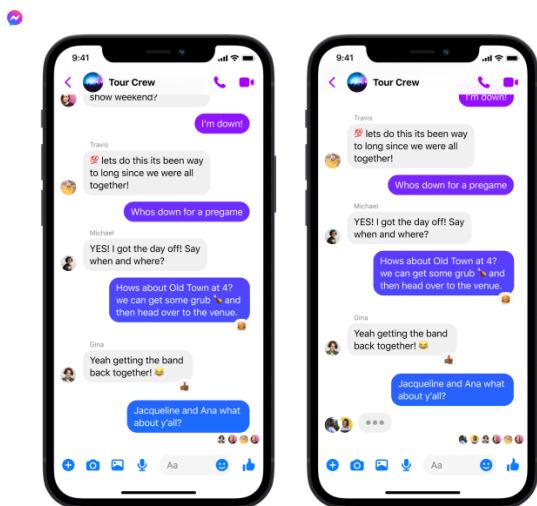 9:41
Tour Crew
show weekend?
I'm down!
Travis
💯 lets do this its been way
to long since we were all
together!
Whos down for a pregame
Michael
YES! I got the day off! Say
when and where?
Hows about Old Town at 4?
we can get some grub 🍗 and
then head over to the venue.
Gina
Yeah getting the band
back together! 😂
Jacqueline and Ana what
about y'all?
Aa
9:41
Tour Crew
I'm down!
Travis
💯 lets do this its been way
to long since we were all
together!
Whos down for a pregame
Michael
YES! I got the day off! Say
when and where?
Hows about Old Town at 4?
we can get some grub 🍗 and
then head over to the venue.
Gina
Yeah getting the band
back together! 😂
Jacqueline and Ana what
about y'all?
Aa